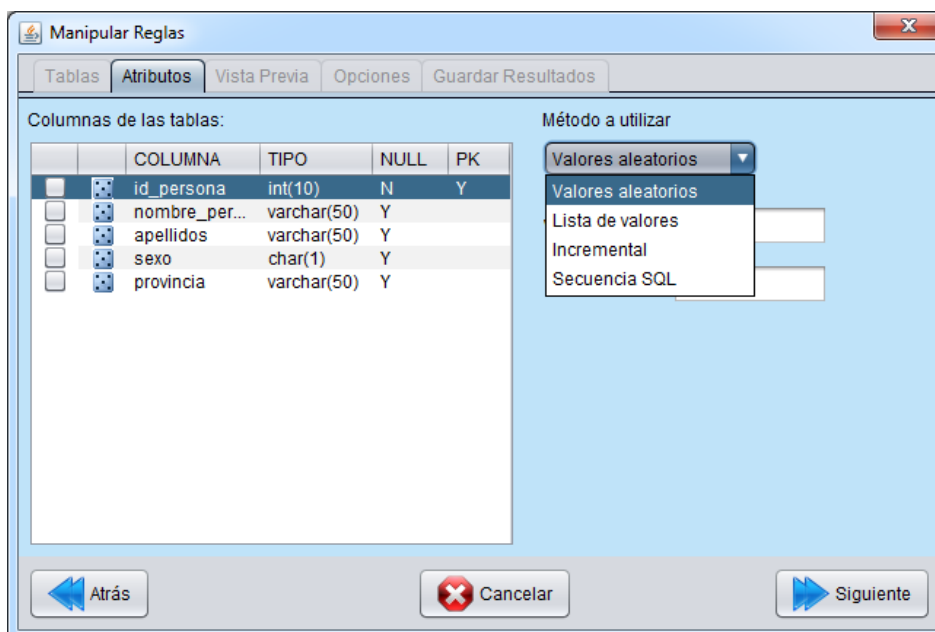 Manipular Reglas
Tablas Atributos Vista Previa Opciones Guardar Resultados
Columnas de las tablas:
COLUMNA TIPO NULL PK
id_persona int(10) N Y
nombre_per... varchar(50) Y
apellidos varchar(50) Y
sexo char(1) Y
provincia varchar(50) Y
Método a utilizar
Valores aleatorios
Valores aleatorios
Lista de valores
Incremental
Secuencia SQL
Atrás Cancelar Siguiente